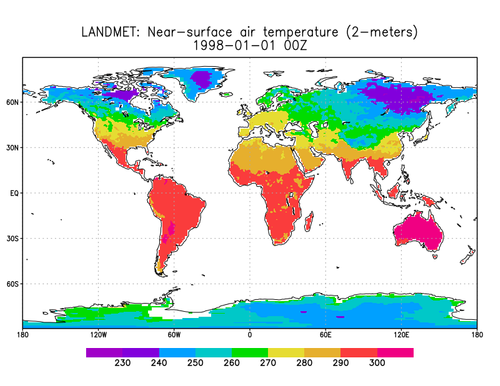 LANDMET: Near-surface air temperature (2-meters)
1998-01-01 00Z
60N
30N
EQ
30S
60S
180 120W 60W 0 60E 120E 180
230 240 250 260 270 280 290 300